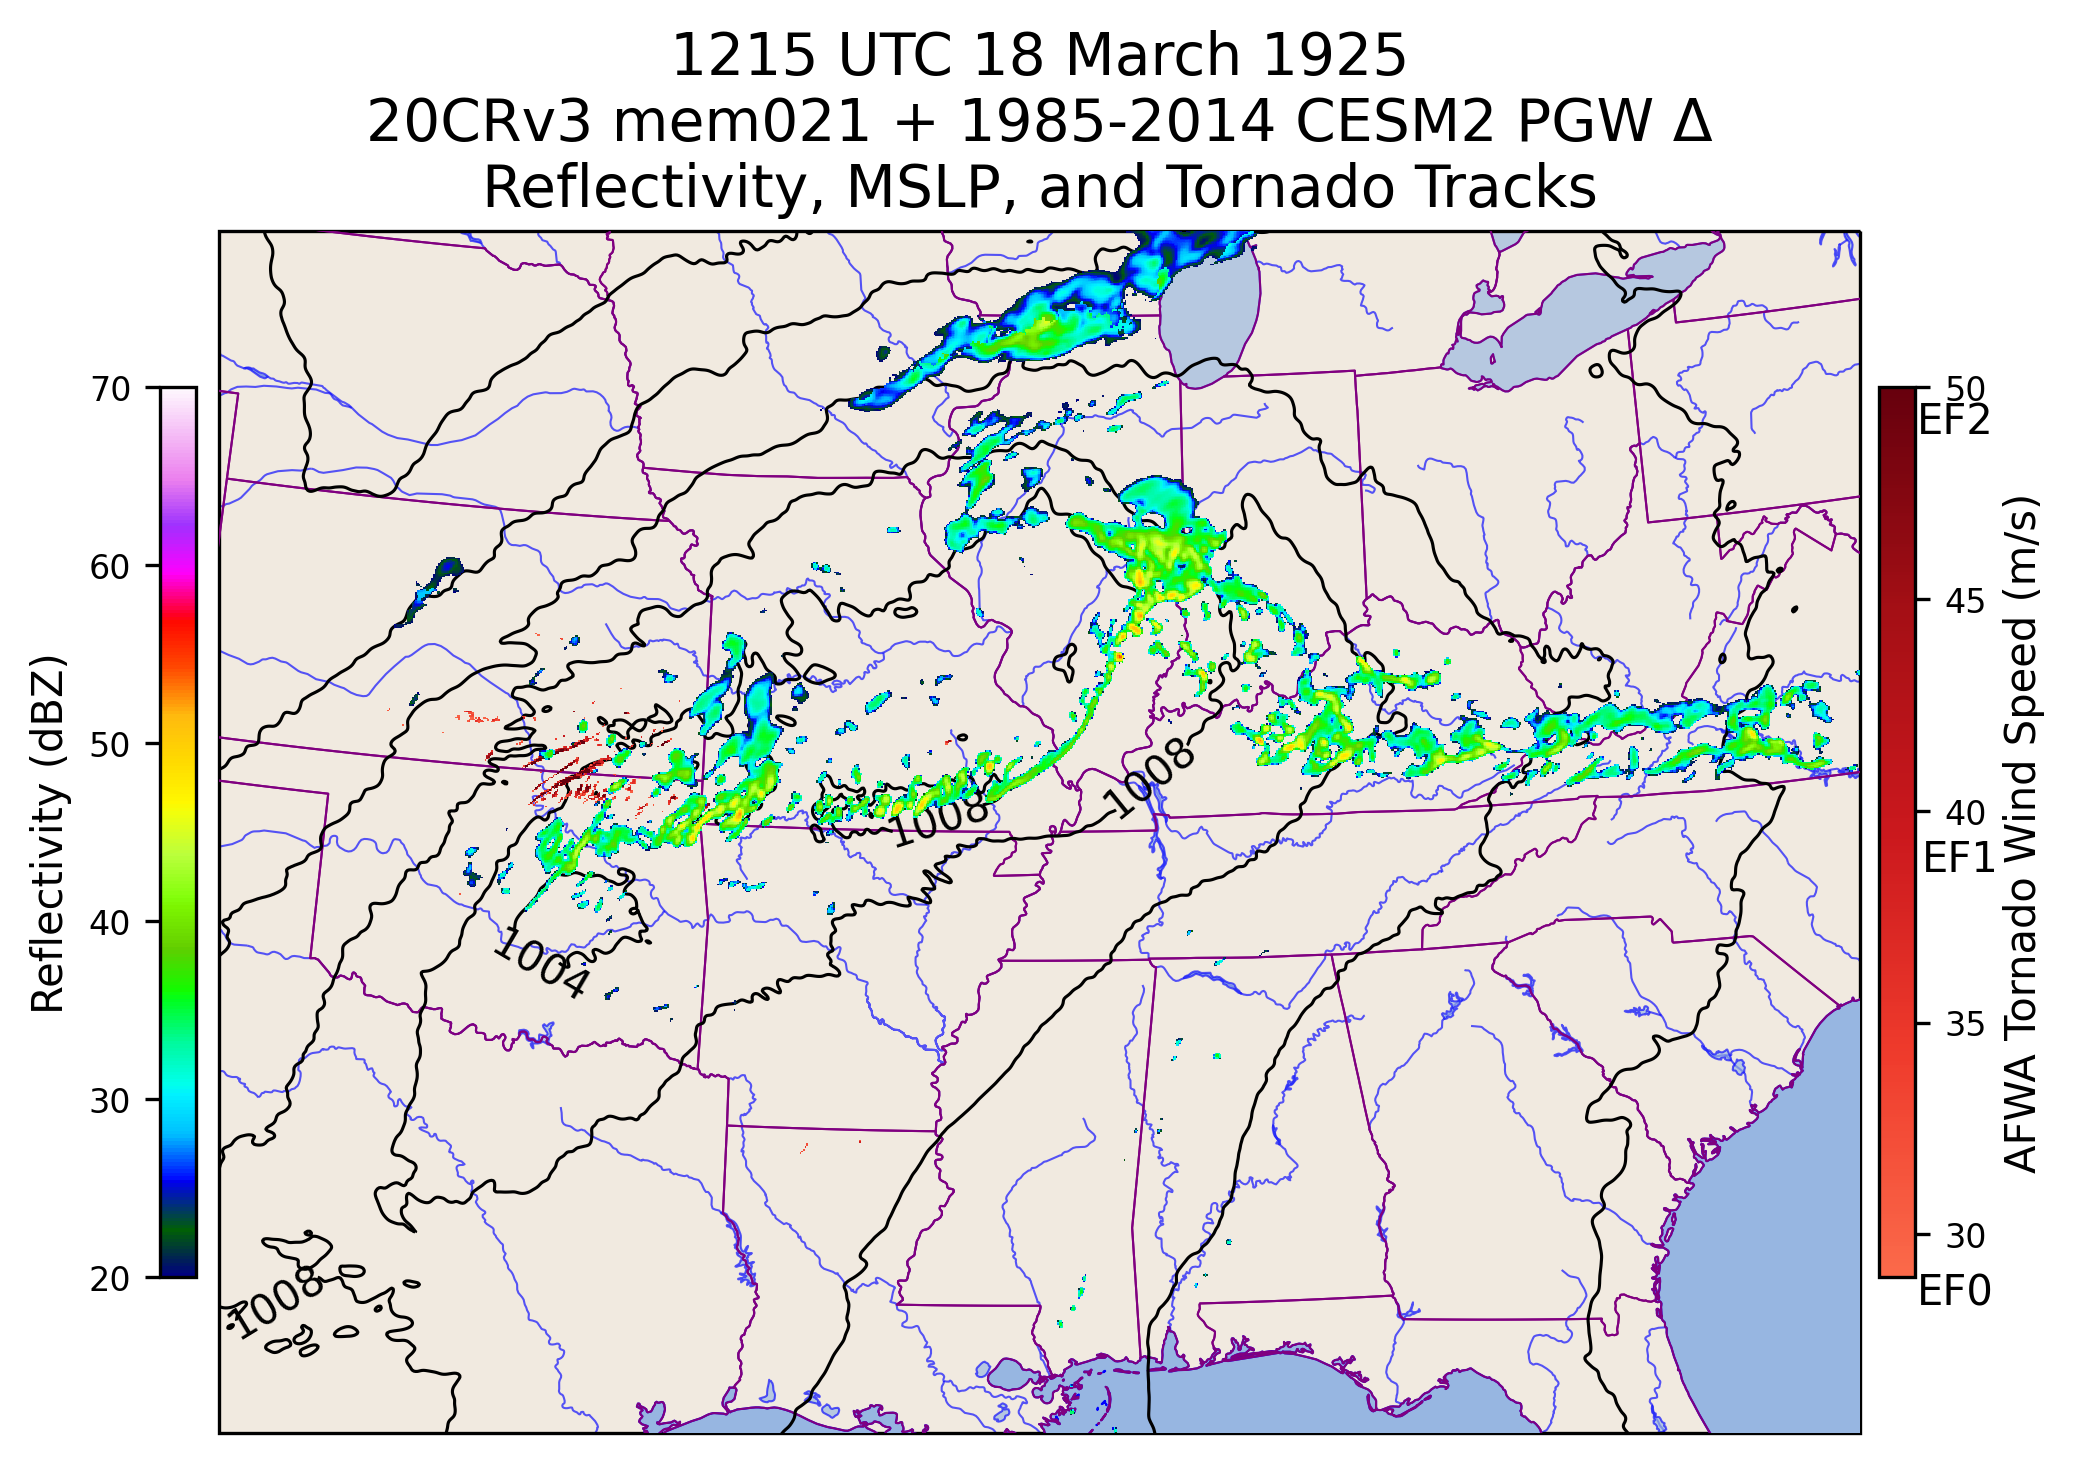 1215 UTC 18 March 1925
20CRv3 mem021 + 1985-2014 CESM2 PGW Δ
Reflectivity, MSLP, and Tornado Tracks
70
60
50
40
30
20
Reflectivity (dBZ)
1008
1008
1004
1008
50
EF2
45
40
EF1
35
30
EF0
AFWA Tornado Wind Speed (m/s)